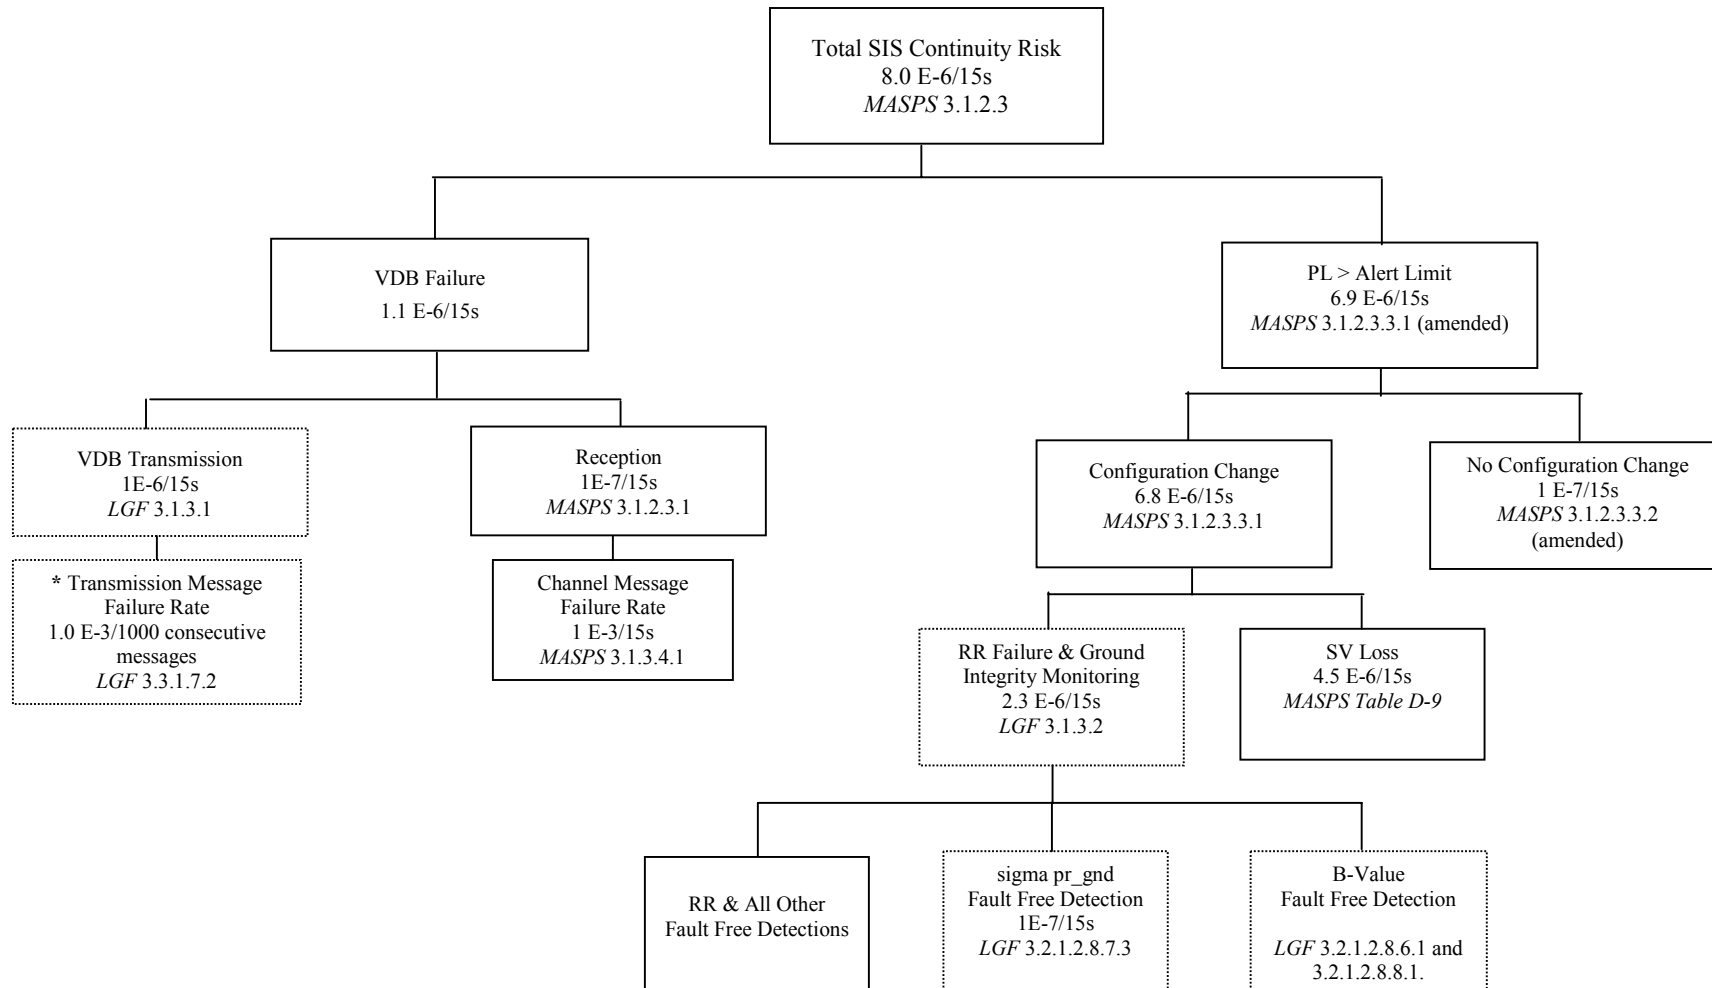 Total SIS Continuity Risk
8.0 E-6/15s
MASPS 3.1.2.3
VDB Failure
1.1 E-6/15s
PL > Alert Limit
6.9 E-6/15s
MASPS 3.1.2.3.3.1 (amended)
VDB Transmission
1E-6/15s
LGF 3.1.3.1
Reception
1E-7/15s
MASPS 3.1.2.3.1
Configuration Change
6.8 E-6/15s
MASPS 3.1.2.3.3.1
No Configuration Change
1 E-7/15s
MASPS 3.1.2.3.3.2
(amended)
* Transmission Message
Failure Rate
1.0 E-3/1000 consecutive
messages
LGF 3.3.1.7.2
Channel Message
Failure Rate
1 E-3/15s
MASPS 3.1.3.4.1
RR Failure & Ground
Integrity Monitoring
2.3 E-6/15s
LGF 3.1.3.2
SV Loss
4.5 E-6/15s
MASPS Table D-9
RR & All Other
Fault Free Detections
sigma pr_gnd
Fault Free Detection
1E-7/15s
LGF 3.2.1.2.8.7.3
B-Value
Fault Free Detection
LGF 3.2.1.2.8.6.1 and
3.2.1.2.8.8.1.